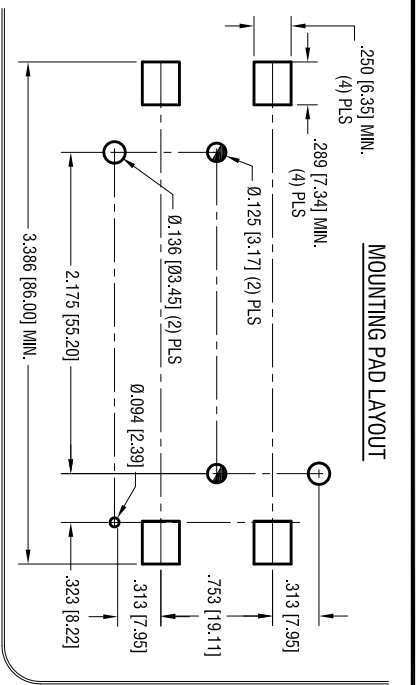 MOUNTING PAD LAYOUT
.250 [6.35] MIN.
(4) PLS
.289 [7.34] MIN.
(4) PLS
Ø.125 [3.17] (2) PLS
Ø.136 [Ø3.45] (2) PLS
Ø.094 [2.39]
2.175 [55.20]
3.386 [86.00] MIN.
.313 [7.95]
.753 [19.11]
.313 [7.95]
.323 [8.22]